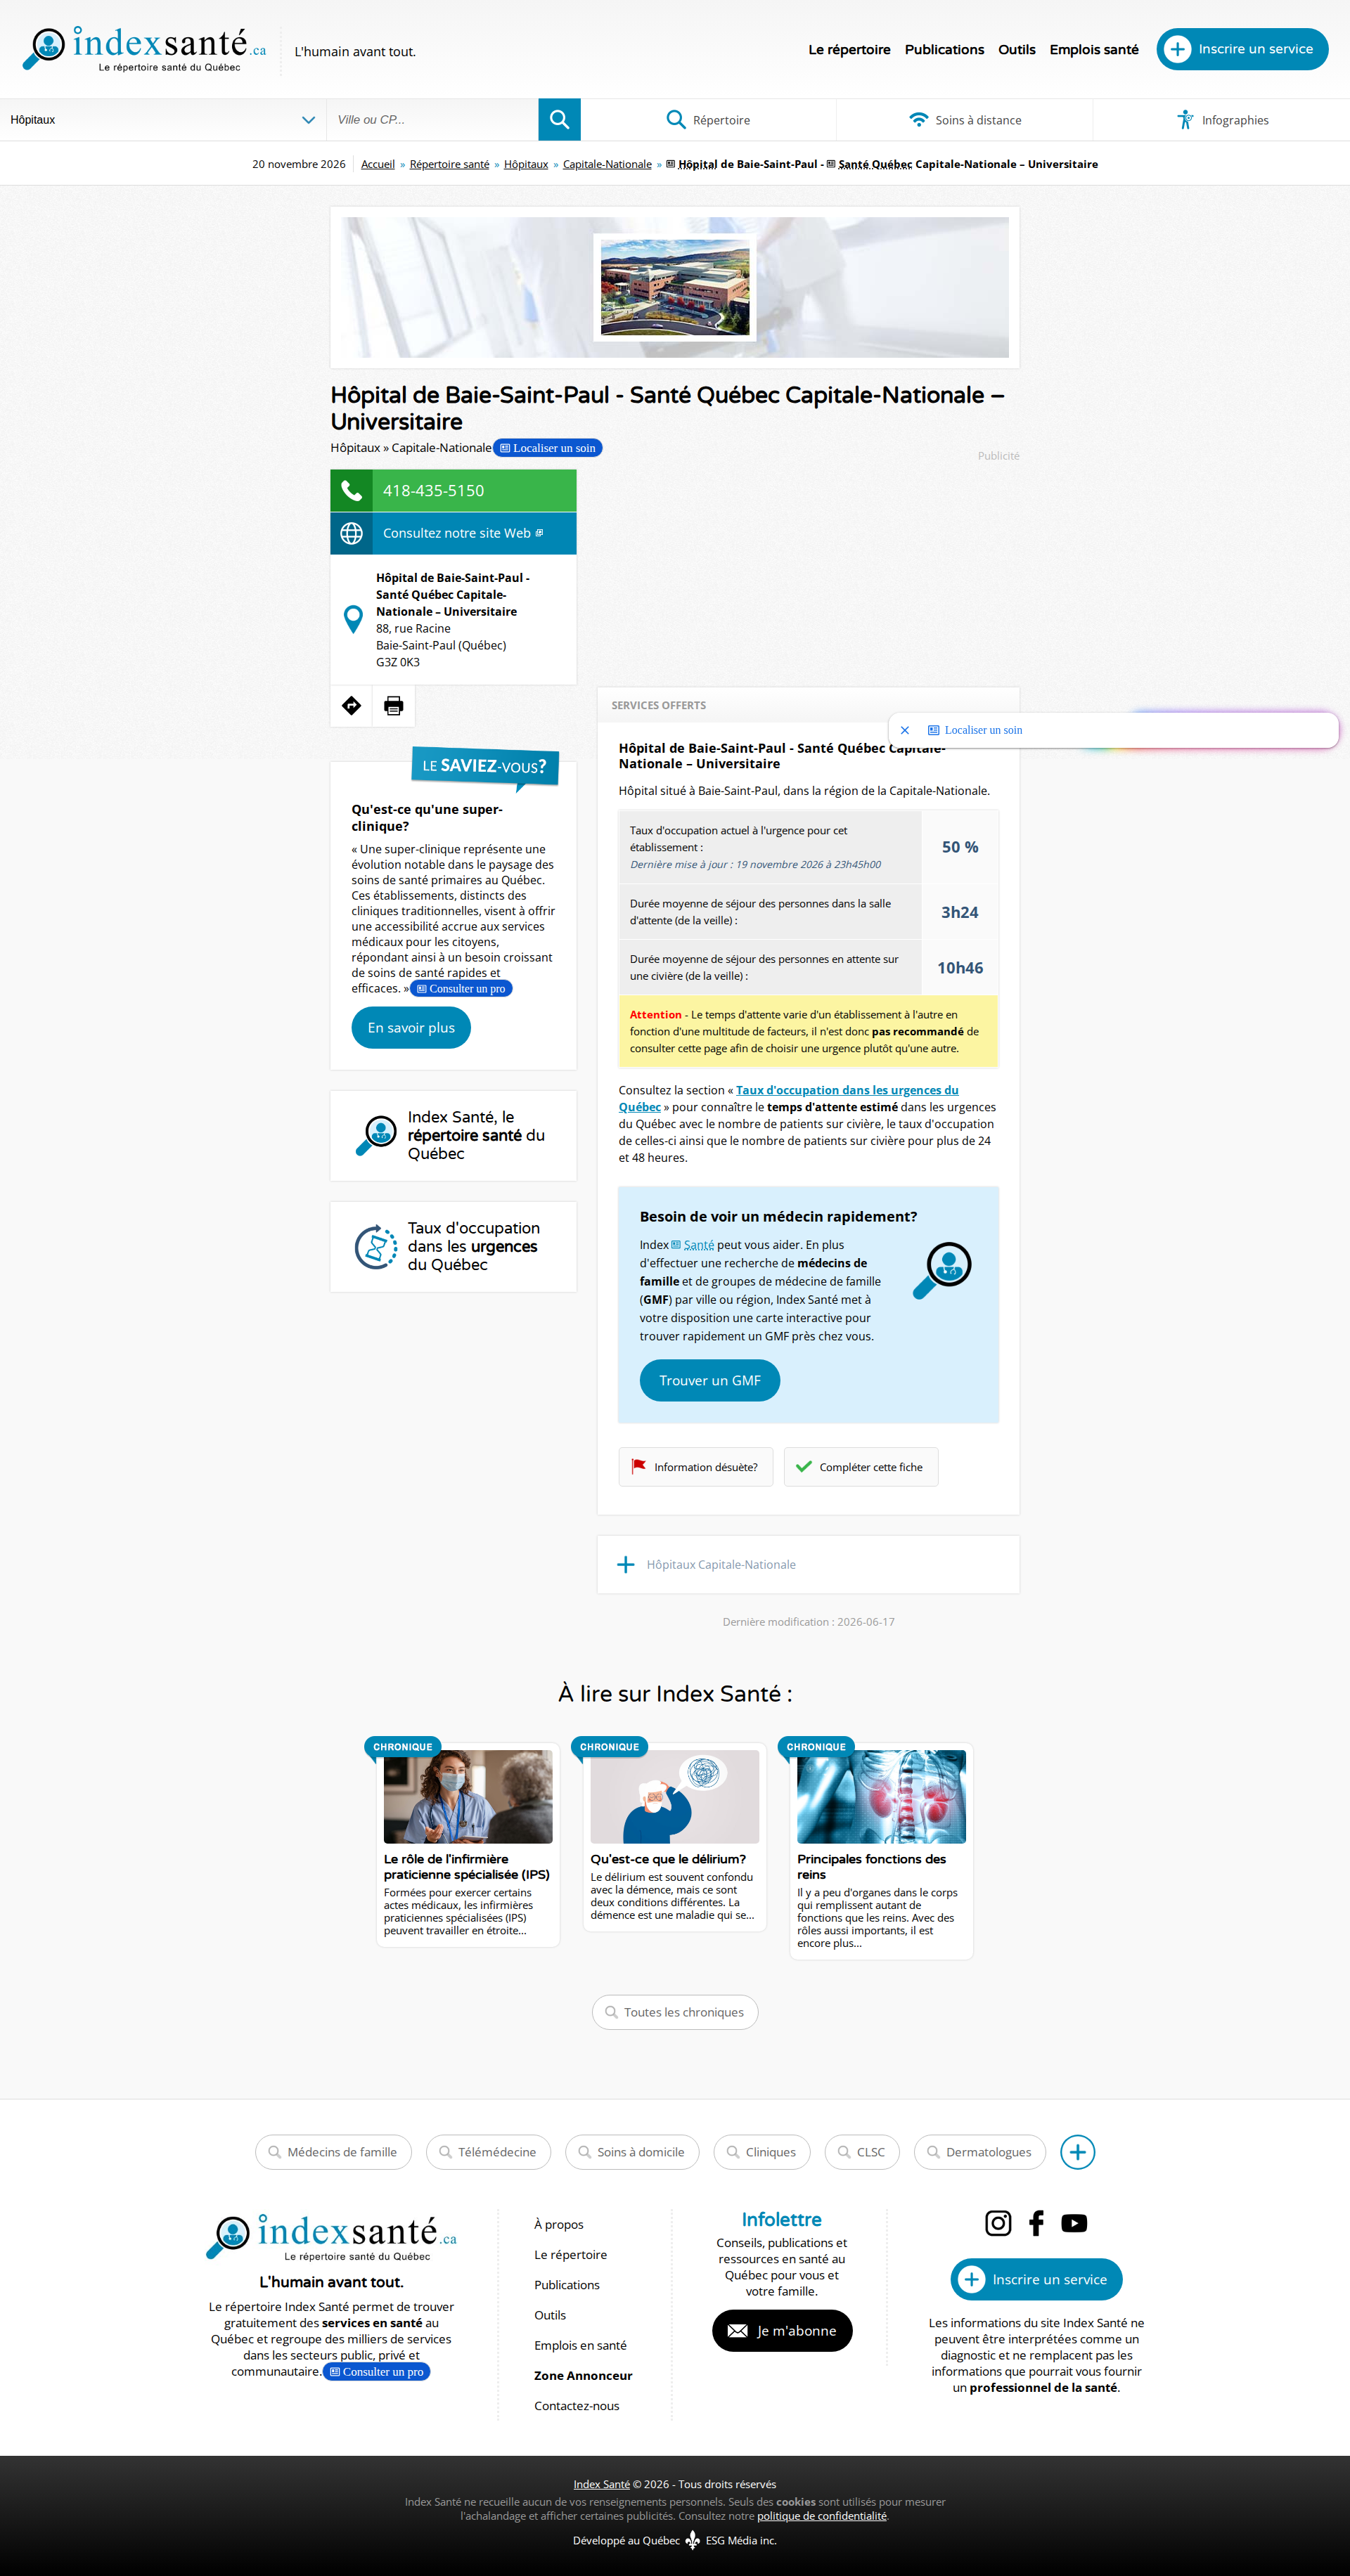 indexsanté.ca
Le répertoire santé du Québec
L'humain avant tout.
Le répertoire
Publications
Outils
Emplois santé
Inscrire un service
Hôpitaux
Ville ou CP...
Répertoire
Soins à distance
Infographies
20 novembre 2026
Accueil » Répertoire santé » Hôpitaux » Capitale-Nationale » Hôpital de Baie-Saint-Paul - Santé Québec Capitale-Nationale – Universitaire
Hôpital de Baie-Saint-Paul - Santé Québec Capitale-Nationale –
Universitaire
Hôpitaux » Capitale-Nationale Localiser un soin
Publicité
418-435-5150
Consultez notre site Web
Hôpital de Baie-Saint-Paul -
Santé Québec Capitale-
Nationale – Universitaire
88, rue Racine
Baie-Saint-Paul (Québec)
G3Z 0K3
LE SAVIEZ-VOUS?
Qu'est-ce qu'une super-
clinique?
« Une super-clinique représente une
évolution notable dans le paysage des
soins de santé primaires au Québec.
Ces établissements, distincts des
cliniques traditionnelles, visent à offrir
une accessibilité accrue aux services
médicaux pour les citoyens,
répondant ainsi à un besoin croissant
de soins de santé rapides et
efficaces. » Consulter un pro
En savoir plus
Index Santé, le
répertoire santé du
Québec
Taux d'occupation
dans les urgences
du Québec
SERVICES OFFERTS
Localiser un soin
Hôpital de Baie-Saint-Paul - Santé Québec Capitale-
Nationale – Universitaire
Hôpital situé à Baie-Saint-Paul, dans la région de la Capitale-Nationale.
Taux d'occupation actuel à l'urgence pour cet
établissement :
Dernière mise à jour : 19 novembre 2026 à 23h45h00
50 %
Durée moyenne de séjour des personnes dans la salle
d'attente (de la veille) :
3h24
Durée moyenne de séjour des personnes en attente sur
une civière (de la veille) :
10h46
Attention - Le temps d'attente varie d'un établissement à l'autre en
fonction d'une multitude de facteurs, il n'est donc pas recommandé de
consulter cette page afin de choisir une urgence plutôt qu'une autre.
Consultez la section « Taux d'occupation dans les urgences du
Québec » pour connaître le temps d'attente estimé dans les urgences
du Québec avec le nombre de patients sur civière, le taux d'occupation
de celles-ci ainsi que le nombre de patients sur civière pour plus de 24
et 48 heures.
Besoin de voir un médecin rapidement?
Index Santé peut vous aider. En plus
d'effectuer une recherche de médecins de
famille et de groupes de médecine de famille
(GMF) par ville ou région, Index Santé met à
votre disposition une carte interactive pour
trouver rapidement un GMF près chez vous.
Trouver un GMF
Information désuète?
Compléter cette fiche
Hôpitaux Capitale-Nationale
Dernière modification : 2026-06-17
À lire sur Index Santé :
CHRONIQUE
Le rôle de l'infirmière
praticienne spécialisée (IPS)
Formées pour exercer certains
actes médicaux, les infirmières
praticiennes spécialisées (IPS)
peuvent travailler en étroite...
CHRONIQUE
Qu'est-ce que le délirium?
Le délirium est souvent confondu
avec la démence, mais ce sont
deux conditions différentes. La
démence est une maladie qui se...
CHRONIQUE
Principales fonctions des
reins
Il y a peu d'organes dans le corps
qui remplissent autant de
fonctions que les reins. Avec des
rôles aussi importants, il est
encore plus...
Toutes les chroniques
Médecins de famille
Télémédecine
Soins à domicile
Cliniques
CLSC
Dermatologues
indexsanté.ca
Le répertoire santé du Québec
L'humain avant tout.
Le répertoire Index Santé permet de trouver
gratuitement des services en santé au
Québec et regroupe des milliers de services
dans les secteurs public, privé et
communautaire. Consulter un pro
À propos
Le répertoire
Publications
Outils
Emplois en santé
Zone Annonceur
Contactez-nous
Infolettre
Conseils, publications et
ressources en santé au
Québec pour vous et
votre famille.
Je m'abonne
Inscrire un service
Les informations du site Index Santé ne
peuvent être interprétées comme un
diagnostic et ne remplacent pas les
informations que pourrait vous fournir
un professionnel de la santé.
Index Santé © 2026 - Tous droits réservés
Index Santé ne recueille aucun de vos renseignements personnels. Seuls des cookies sont utilisés pour mesurer
l'achalandage et afficher certaines publicités. Consultez notre politique de confidentialité.
Développé au Québec ESG Média inc.